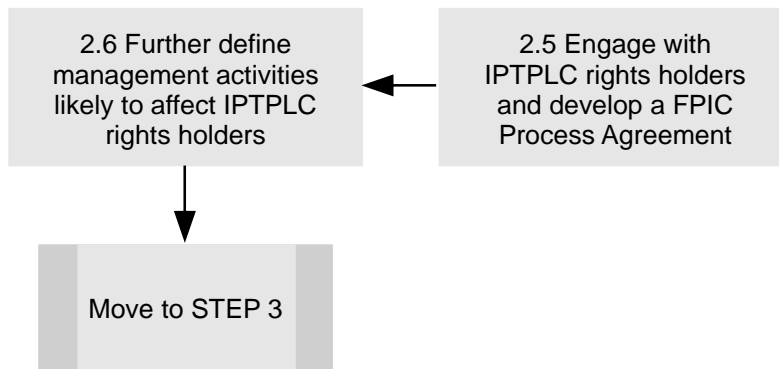 2.6 Further define
management activities
likely to affect IPTPLC
rights holders
2.5 Engage with
IPTPLC rights holders
and develop a FPIC
Process Agreement
Move to STEP 3